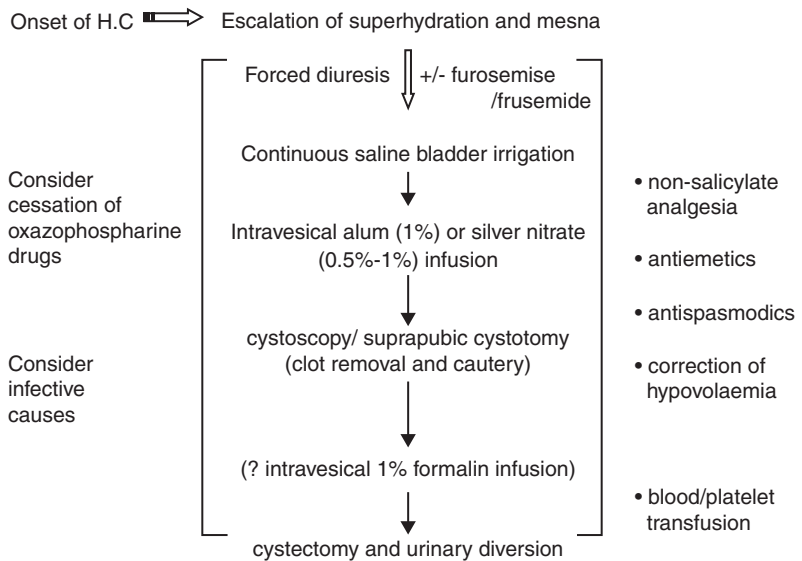 Onset of H.C
Escalation of superhydration and mesna
Forced diuresis
+/- furosemise
/frusemide
Continuous saline bladder irrigation
Consider
cessation of
oxazophospharine
drugs
Intravesical alum (1%) or silver nitrate
(0.5%-1%) infusion
cystoscopy/ suprapubic cystotomy
(clot removal and cautery)
Consider
infective
causes
(? intravesical 1% formalin infusion)
cystectomy and urinary diversion
• non-salicylate
analgesia
• antiemetics
• antispasmodics
• correction of
hypovolaemia
• blood/platelet
transfusion